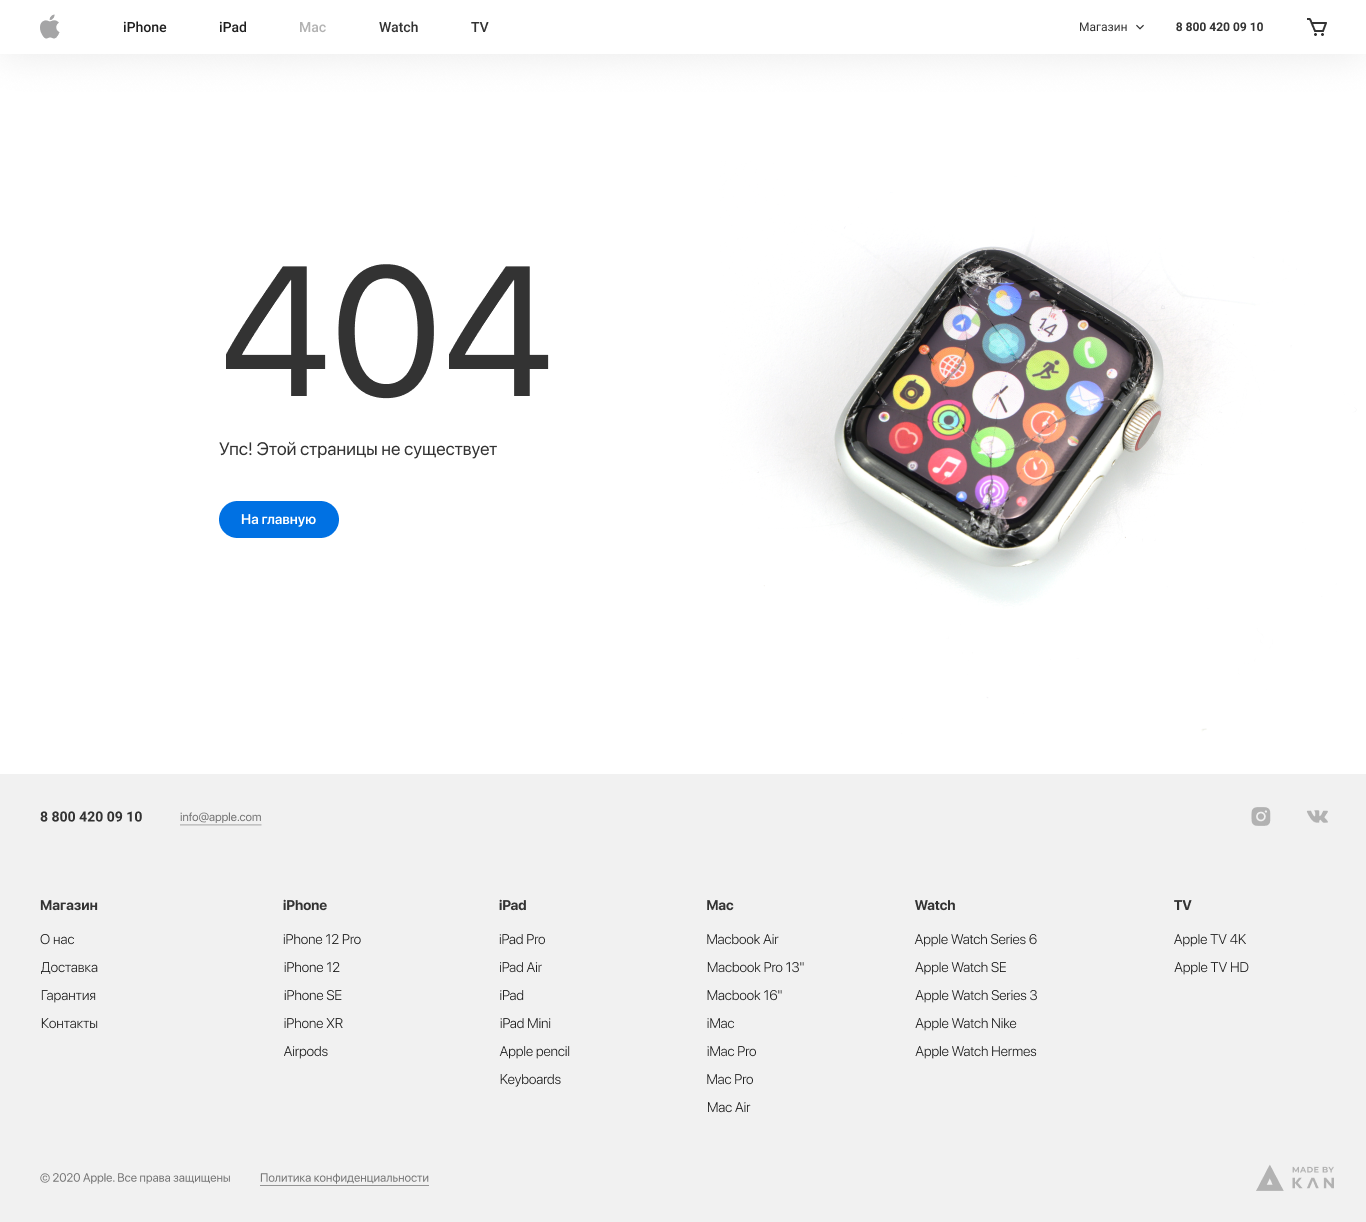 iPhone iPad Mac Watch TV Магазин 8 800 420 09 10
14
404
Упс! Этой страницы не существует
На главную
8 800 420 09 10 info@apple.com
Магазин iPhone iPad Mac Watch TV
О нас iPhone 12 Pro iPad Pro Macbook Air Apple Watch Series 6 Apple TV 4K
Доставка iPhone 12 iPad Air Macbook Pro 13" Apple Watch SE Apple TV HD
Гарантия iPhone SE iPad Macbook 16" Apple Watch Series 3
Контакты iPhone XR iPad Mini iMac Apple Watch Nike
Airpods Apple pencil iMac Pro Apple Watch Hermes
Keyboards Mac Pro
Mac Air
© 2020 Apple. Все права защищены Политика конфиденциальности
MADE BY
KAN